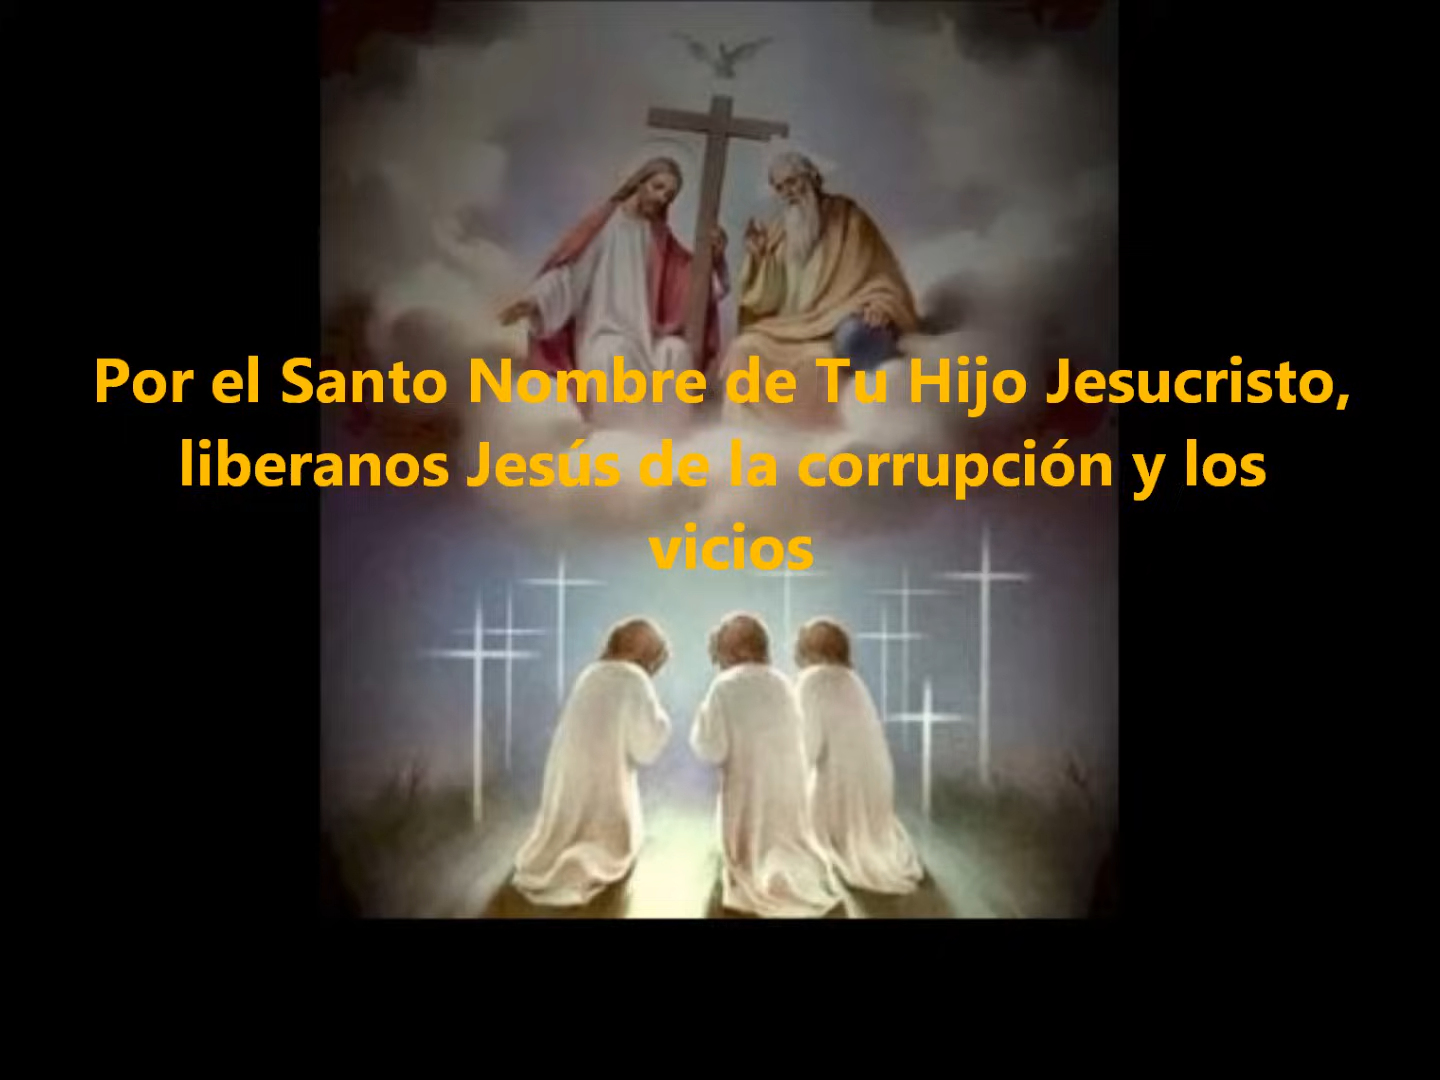 Por el Santo Nombre de Tu Hijo Jesucristo,
liberanos Jesús de la corrupción y los
vicios